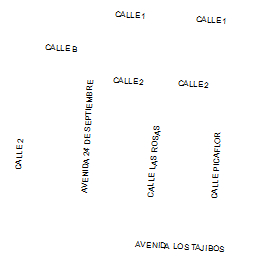 CALLE 1
CALLE 1
CALLE B
CALLE 2
CALLE 2
CALLE 2
AVENIDA 24 DE SEPTIEMBRE
CALLE LAS ROSAS
CALLE PICAFLOR
AVENIDA LOS TAJIBOS